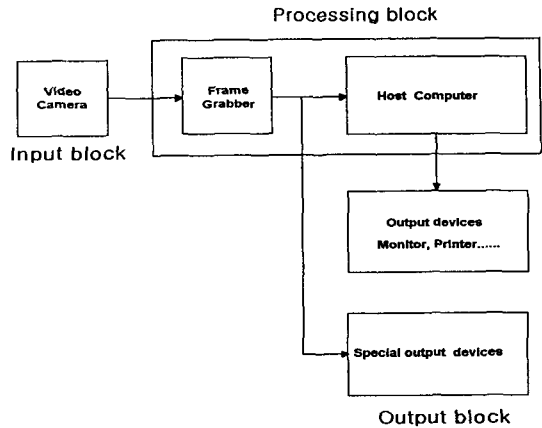 Processing block
Video
Camera
Frame
Grabber
Host Computer
Input block
Output devices
Monitor, Printer......
Special output devices
Output block